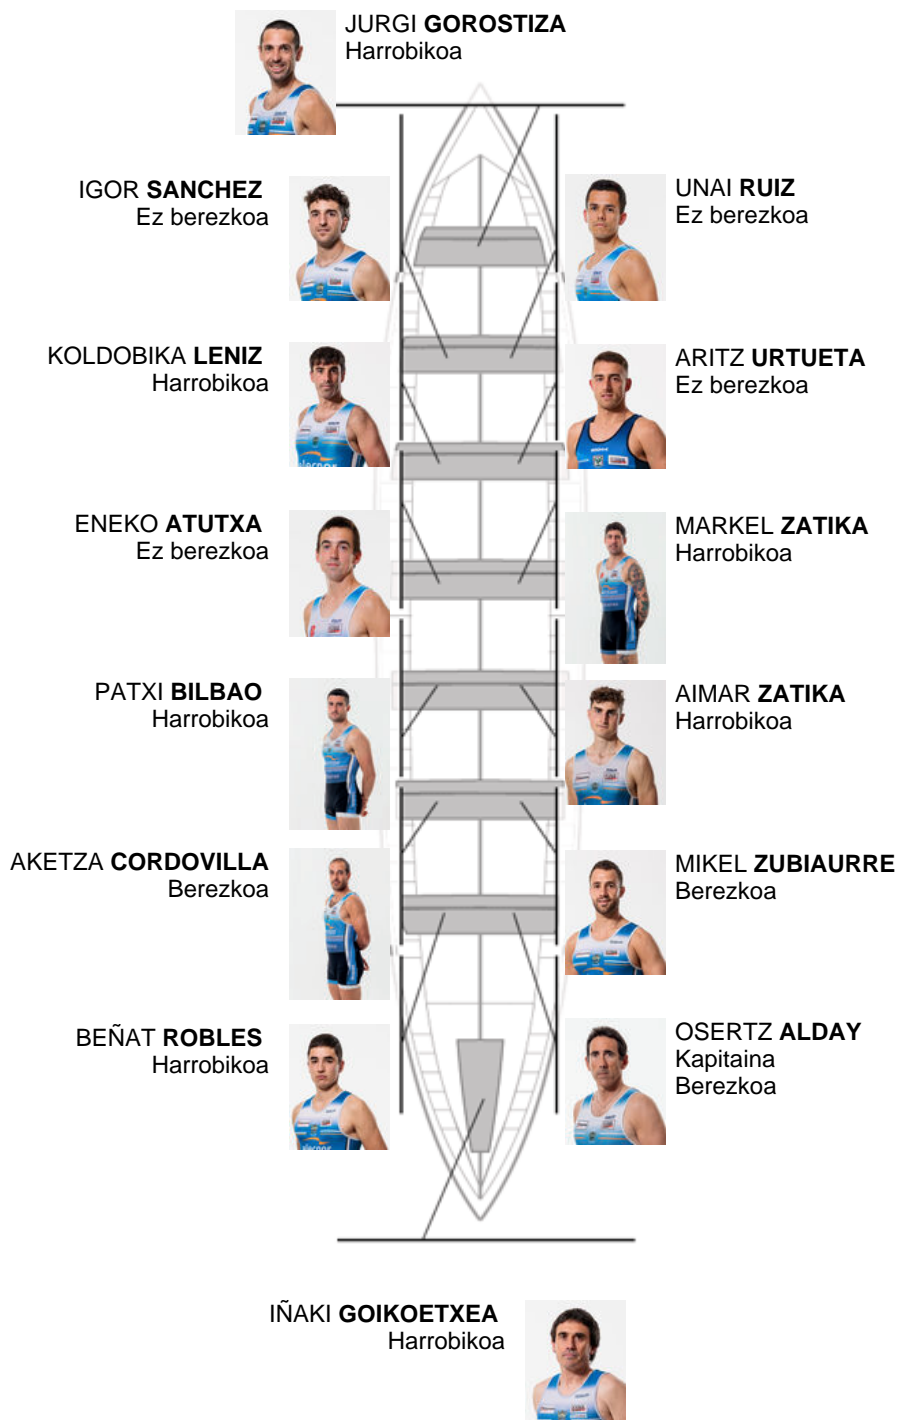 JURGI GOROSTIZA
Harrobikoa
IGOR SANCHEZ
Ez berezkoa
UNAI RUIZ
Ez berezkoa
KOLDOBIKA LENIZ
Harrobikoa
ARITZ URTUETA
Ez berezkoa
ENEKO ATUTXA
Ez berezkoa
MARKEL ZATIKA
Harrobikoa
PATXI BILBAO
Harrobikoa
AIMAR ZATIKA
Harrobikoa
AKETZA CORDOVILLA
Berezkoa
MIKEL ZUBIAURRE
Berezkoa
BEÑAT ROBLES
Harrobikoa
OSERTZ ALDAY
Kapitaina
Berezkoa
IÑAKI GOIKOETXEA
Harrobikoa